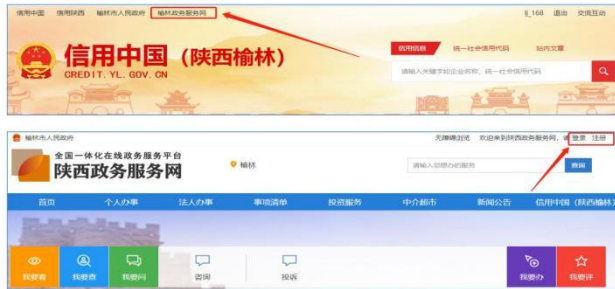 信用中国 信用陕西 榆林市人民政府 榆林政务服务网 退出 交流互动
信用中国（陕西榆林）
CREDIT. YL. GOV. CN
信用信息 统一社会信用代码 站内文章
请输入关键字如企业名称、统一社会信用代码
榆林市人民政府 无障碍浏览 欢迎来到陕西政务服务网，请 登录 注册
全国一体化在线政务服务平台
陕西政务服务网
榆林
请输入您想办的服务 查询
首页 个人办事 法人办事 事项清单 投资服务 中介超市 新闻公告 信用中国（陕西榆林）
我要看 我要查 我要问 咨询 投诉 我要办 我要评